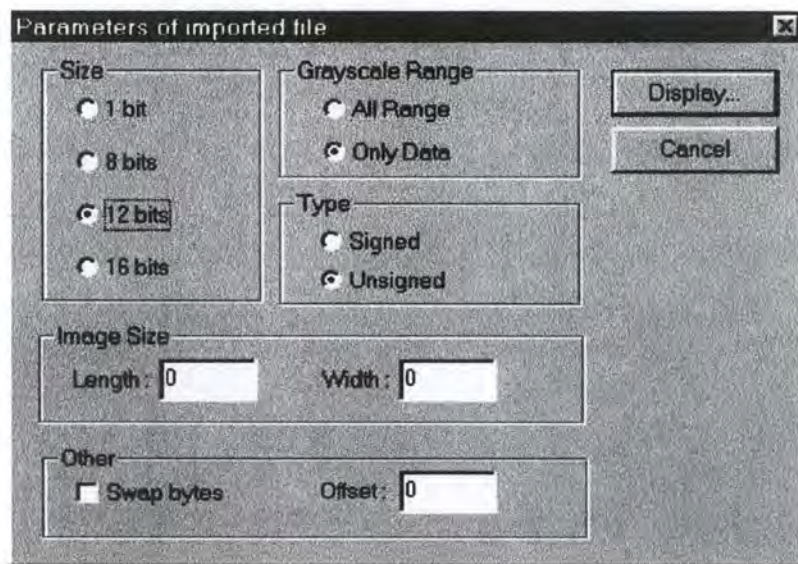 Parameters of imported file
Size
1 bit
8 bits
12 bits
16 bits
Grayscale Range
All Range
Only Data
Type
Signed
Unsigned
Display...
Cancel
Image Size
Length : 0
Width : 0
Other
Swap bytes
Offset : 0